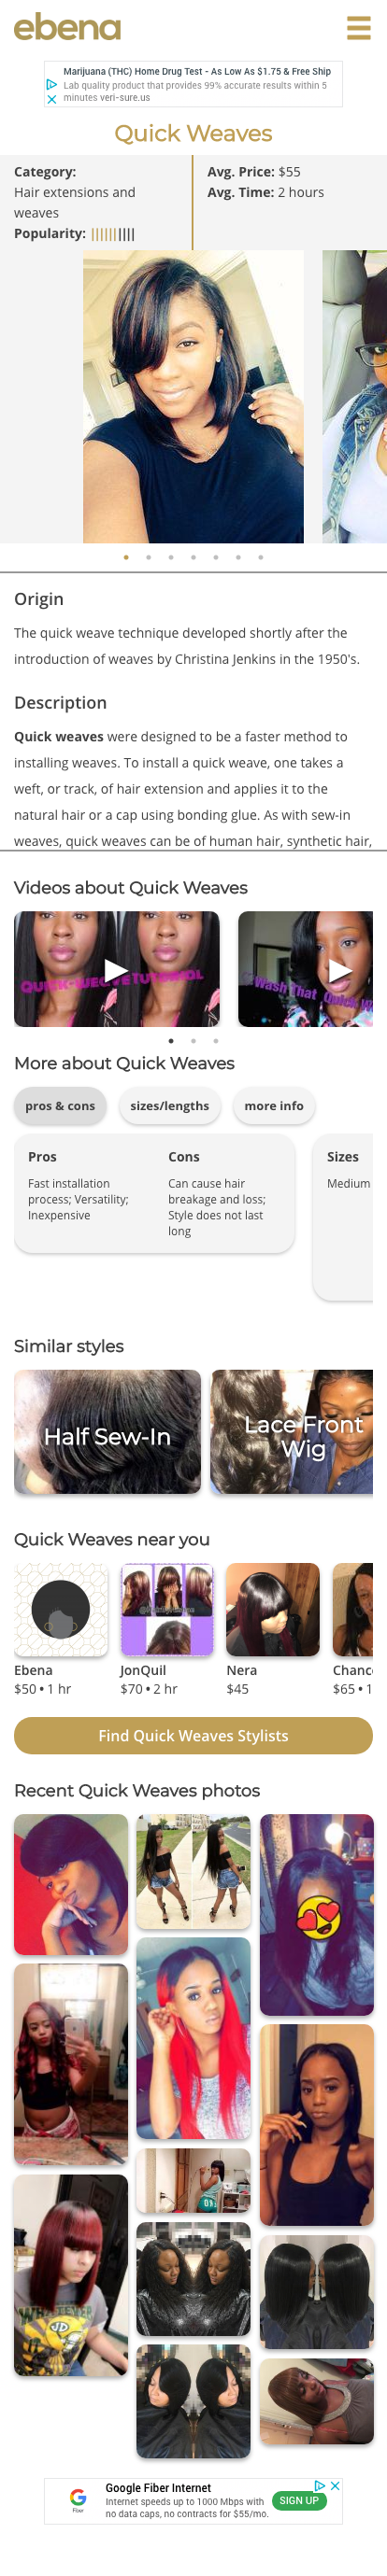 ebena
Marijuana (THC) Home Drug Test - As Low As $1.75 & Free Ship
Lab quality product that provides 99% accurate results within 5
minutes veri-sure.us
Quick Weaves
Category:
Hair extensions and
weaves
Popularity: ||||||||||
Avg. Price: $55
Avg. Time: 2 hours
Origin
The quick weave technique developed shortly after the
introduction of weaves by Christina Jenkins in the 1950's.
Description
Quick weaves were designed to be a faster method to
installing weaves. To install a quick weave, one takes a
weft, or track, of hair extension and applies it to the
natural hair or a cap using bonding glue. As with sew-in
weaves, quick weaves can be of human hair, synthetic hair,
Videos about Quick Weaves
QUICK-WEAVE TUTORIAL
Wash That Quick W
More about Quick Weaves
pros & cons
sizes/lengths
more info
Pros
Fast installation
process; Versatility;
Inexpensive
Cons
Can cause hair
breakage and loss;
Style does not last
long
Sizes
Medium
Similar styles
Half Sew-In
Lace Front
Wig
Quick Weaves near you
Ebena
$50 • 1 hr
JonQuil
$70 • 2 hr
Nera
$45
Chance
$65 • 1
Find Quick Weaves Stylists
Recent Quick Weaves photos
WHATEVER
JD
Google Fiber Internet
Internet speeds up to 1000 Mbps with
no data caps, no contracts for $55/mo.
Fiber
SIGN UP